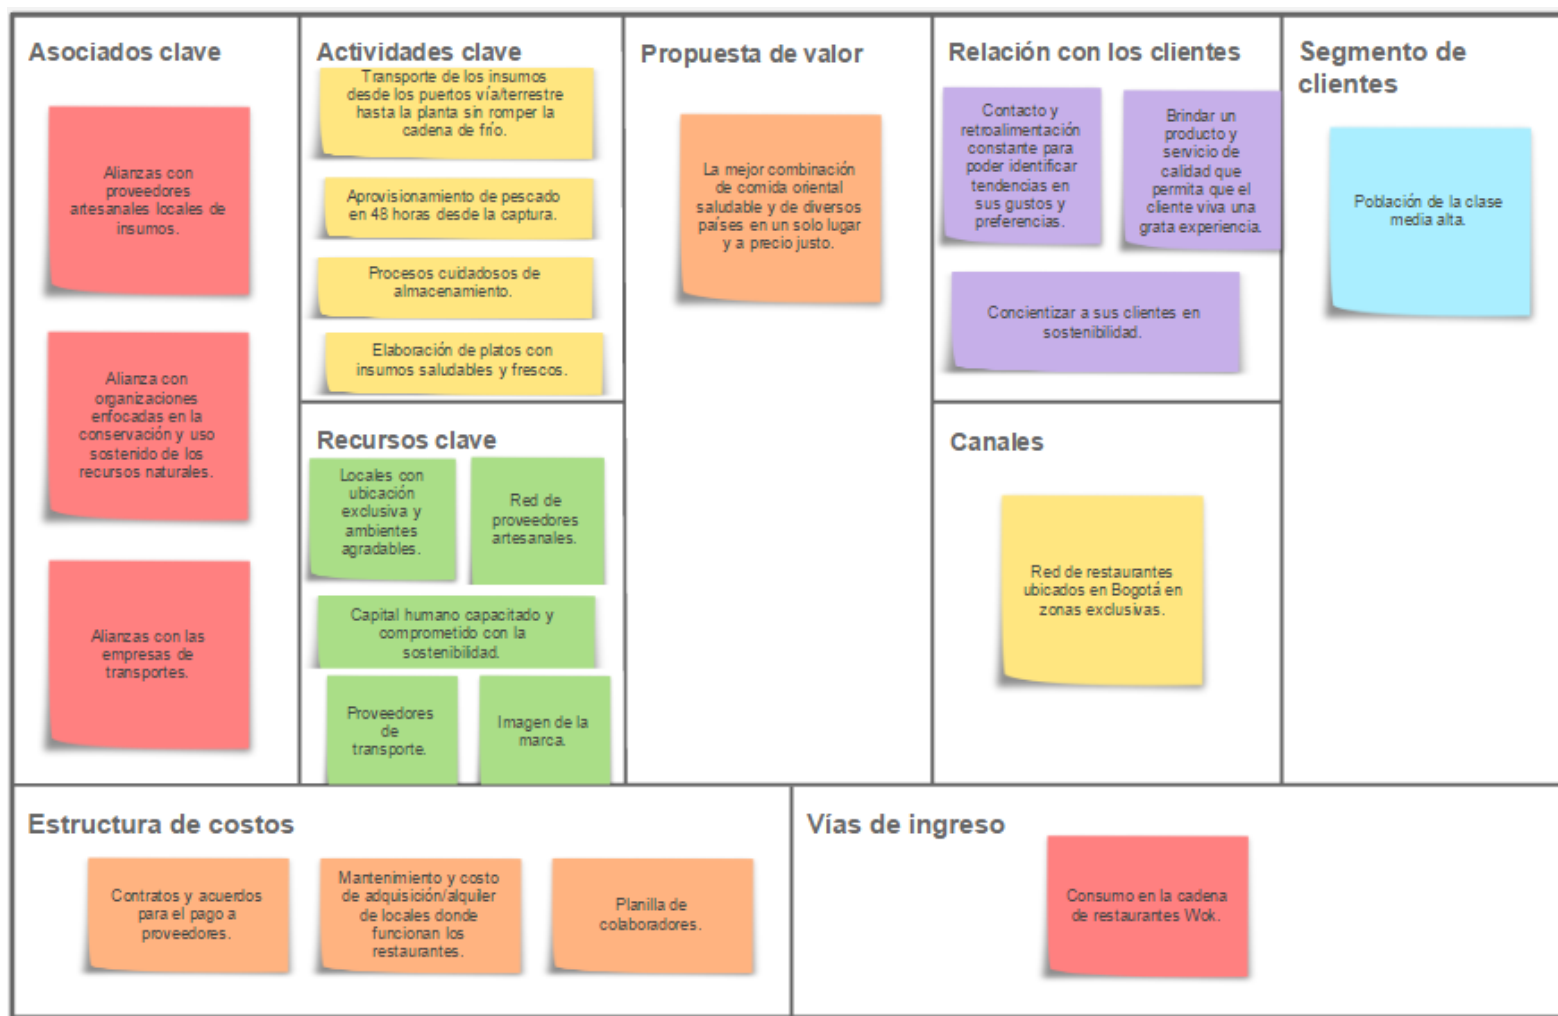 Asociados clave
Alianzas con
proveedores
artesanales locales de
insumos.
Alianza con
organizaciones
enfocadas en la
conservación y uso
sostenido de los
recursos naturales.
Alianzas con las
empresas de
transportes.
Actividades clave
Transporte de los insumos
desde los puertos vía/terrestre
hasta la planta sin romper la
cadena de frío.
Aprovisionamiento de pescado
en 48 horas desde la captura.
Procesos cuidadosos de
almacenamiento.
Elaboración de platos con
insumos saludables y frescos.
Recursos clave
Locales con
ubicación
exclusiva y
ambientes
agradables.
Red de
proveedores
artesanales.
Capital humano capacitado y
comprometido con la
sostenibilidad.
Proveedores
de
transporte.
Imagen de la
marca.
Propuesta de valor
La mejor combinación
de comida oriental
saludable y de diversos
países en un solo lugar
y a precio justo.
Relación con los clientes
Contacto y
retroalimentación
constante para
poder identificar
tendencias en
sus gustos y
preferencias.
Brindar un
producto y
servicio de
calidad que
permita que el
cliente viva una
grata experiencia.
Concientizar a sus clientes en
sostenibilidad.
Canales
Red de restaurantes
ubicados en Bogotá en
zonas exclusivas.
Segmento de
clientes
Población de la clase
media alta.
Estructura de costos
Contratos y acuerdos
para el pago a
proveedores.
Mantenimiento y costo
de adquisición/alquiler
de locales donde
funcionan los
restaurantes.
Planilla de
colaboradores.
Vías de ingreso
Consumo en la cadena
de restaurantes Wok.